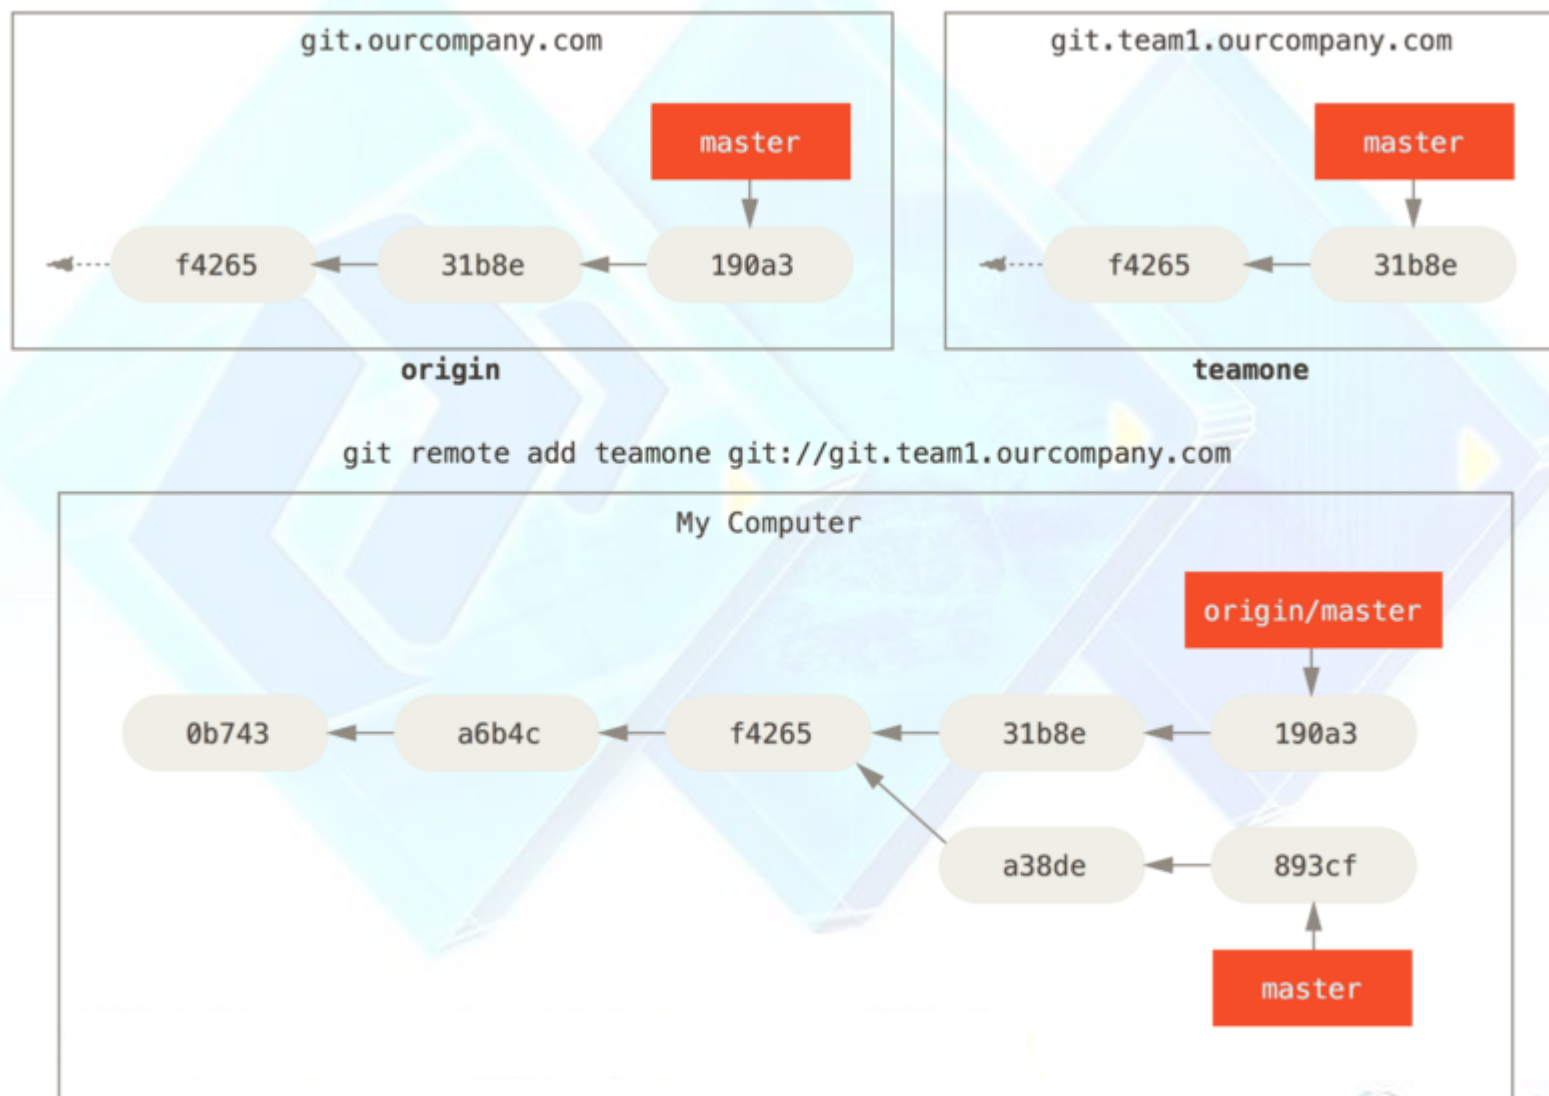 git.ourcompany.com
master
f4265 31b8e 190a3
origin
git.team1.ourcompany.com
master
f4265 31b8e
teamone
git remote add teamone git://git.team1.ourcompany.com
My Computer
origin/master
0b743 a6b4c f4265 31b8e 190a3
a38de 893cf
master